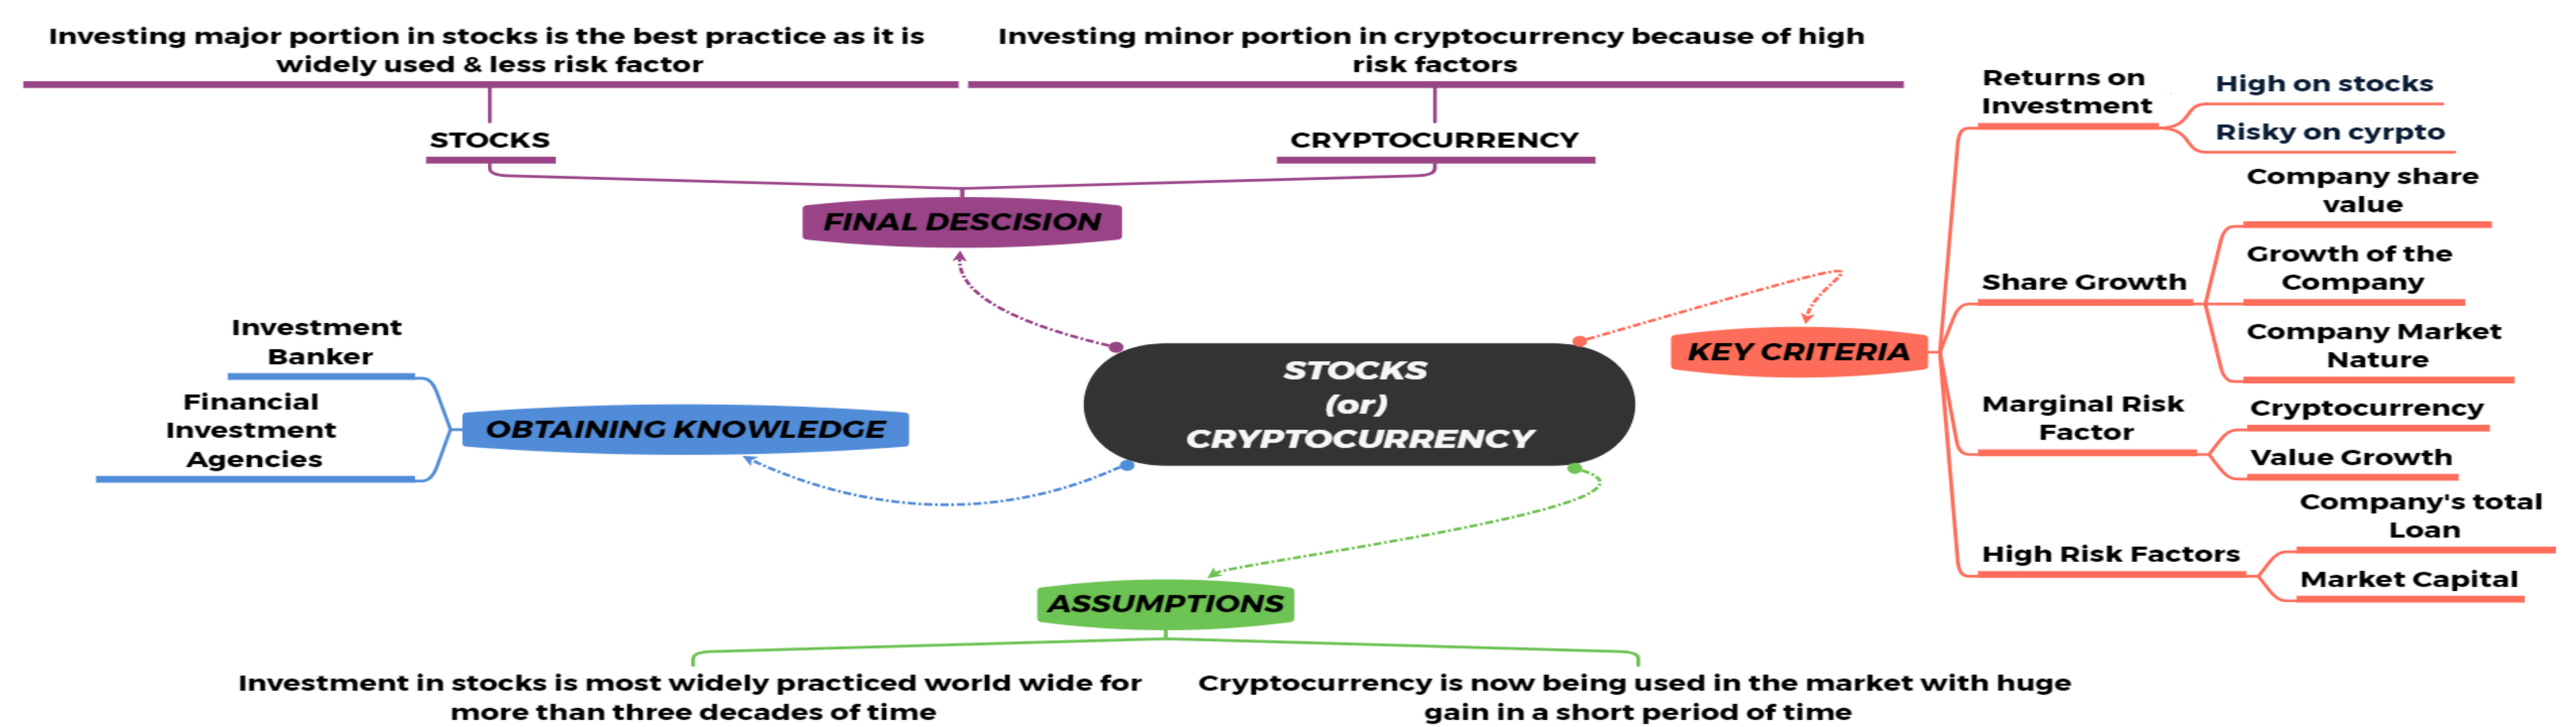 Investing major portion in stocks is the best practice as it is
widely used & less risk factor
Investing minor portion in cryptocurrency because of high
risk factors
STOCKS
CRYPTOCURRENCY
FINAL DESCISION
Investment
Banker
Financial
Investment
Agencies
OBTAINING KNOWLEDGE
STOCKS
(or)
CRYPTOCURRENCY
KEY CRITERIA
Returns on
Investment
High on stocks
Risky on cyrpto
Share Growth
Company share
value
Growth of the
Company
Company Market
Nature
Marginal Risk
Factor
Cryptocurrency
Value Growth
High Risk Factors
Company's total
Loan
Market Capital
ASSUMPTIONS
Investment in stocks is most widely practiced world wide for
more than three decades of time
Cryptocurrency is now being used in the market with huge
gain in a short period of time